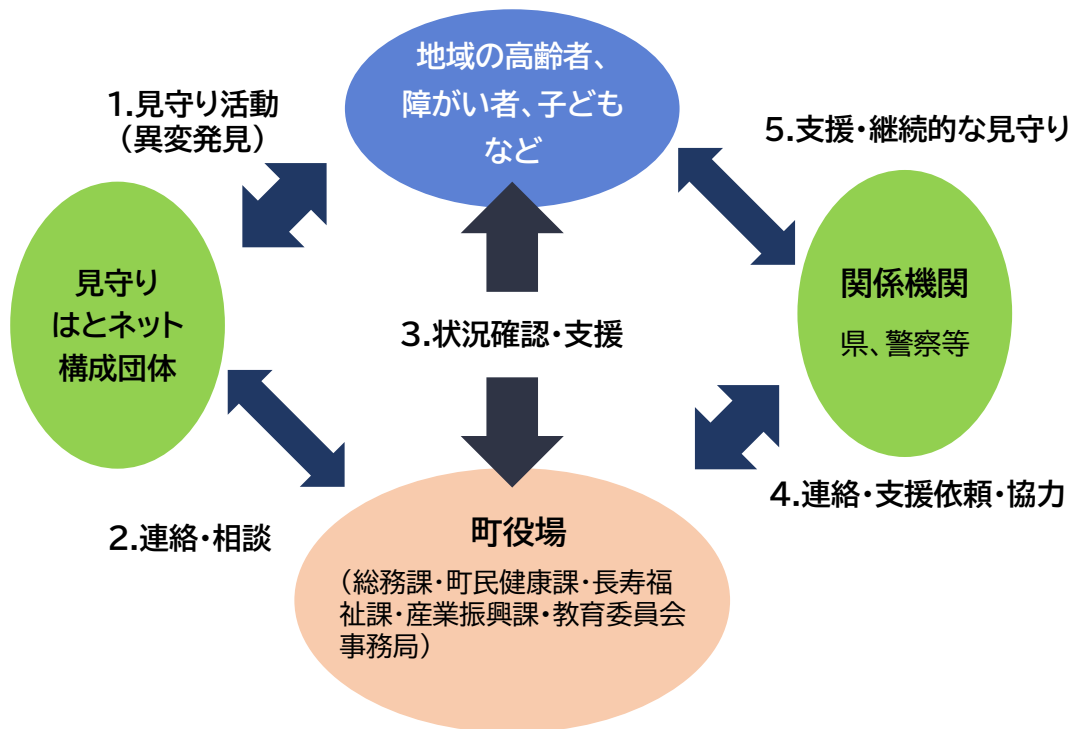 地域の高齢者、
障がい者、子ども
など
1.見守り活動
（異変発見）
5.支援・継続的な見守り
見守り
はとネット
構成団体
関係機関
県、警察等
3.状況確認・支援
2.連絡・相談
4.連絡・支援依頼・協力
町役場
（総務課・町民健康課・長寿福
祉課・産業振興課・教育委員会
事務局）